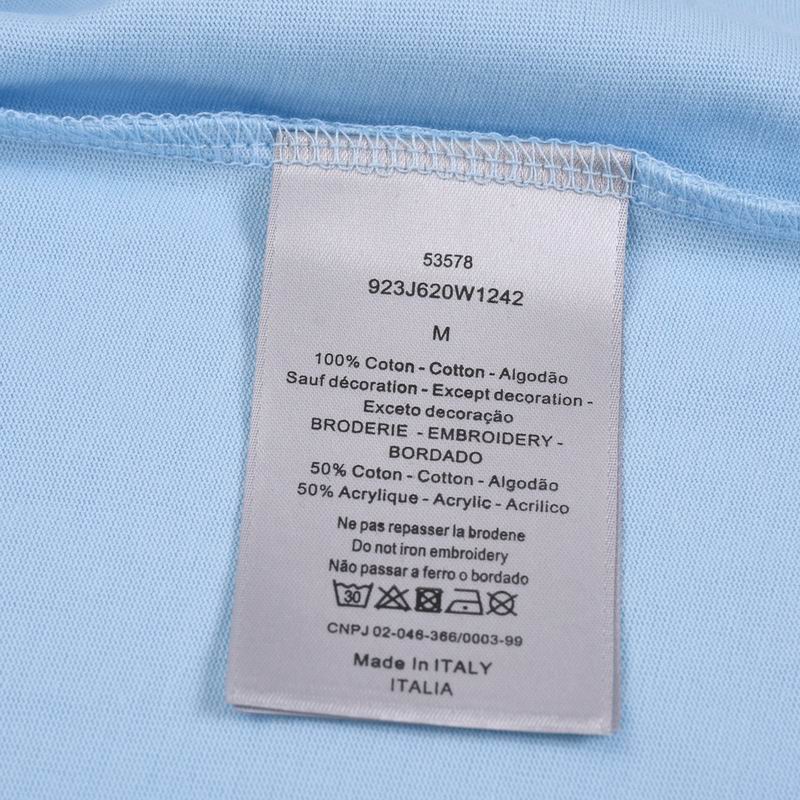 53578
923J620W1242
M
100% Coton - Cotton - Algodão
Sauf décoration - Except decoration -
Exceto decoração
BRODERIE - EMBROIDERY -
BORDADO
50% Coton - Cotton - Algodão
50% Acrylique - Acrylic - Acrilico
Ne pas repasser la brodene
Do not iron embroidery
Não passar a ferro o bordado
30
CNPJ 02-046-366/0003-99
Made In ITALY
ITALIA